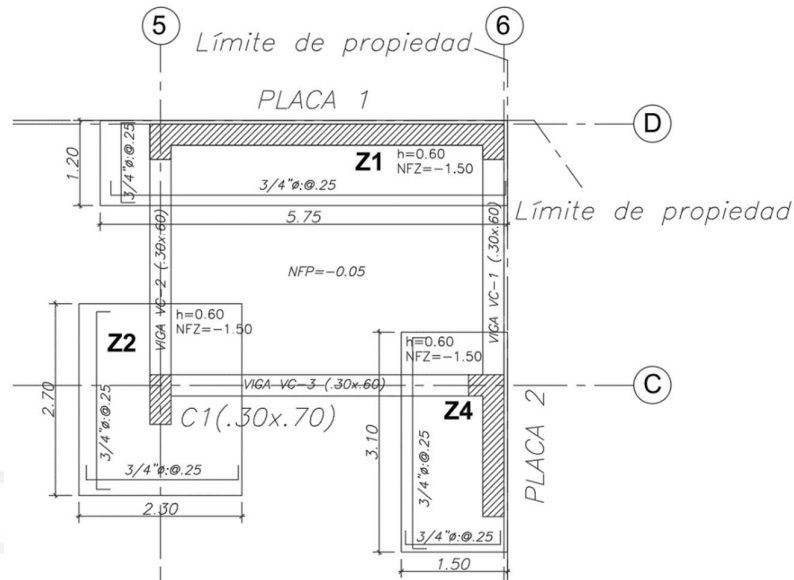 5
6
Límite de propiedad
PLACA 1
D
1.20
3/4"ø:@.25
Z1
h=0.60
NFZ=-1.50
3/4"ø:@.25
Límite de propiedad
5.75
VIGA VC-2 (.30x.60)
NFP=-0.05
VIGA VC-1 (.30x.60)
h=0.60
NFZ=-1.50
Z2
h=0.60
NFZ=-1.50
VIGA VC-3 (.30x.60)
C
2.70
3/4"ø:@.25
C1(.30x.70)
Z4
3.10
3/4"ø:@.25
PLACA 2
3/4"ø:@.25
2.30
3/4"ø:@.25
1.50